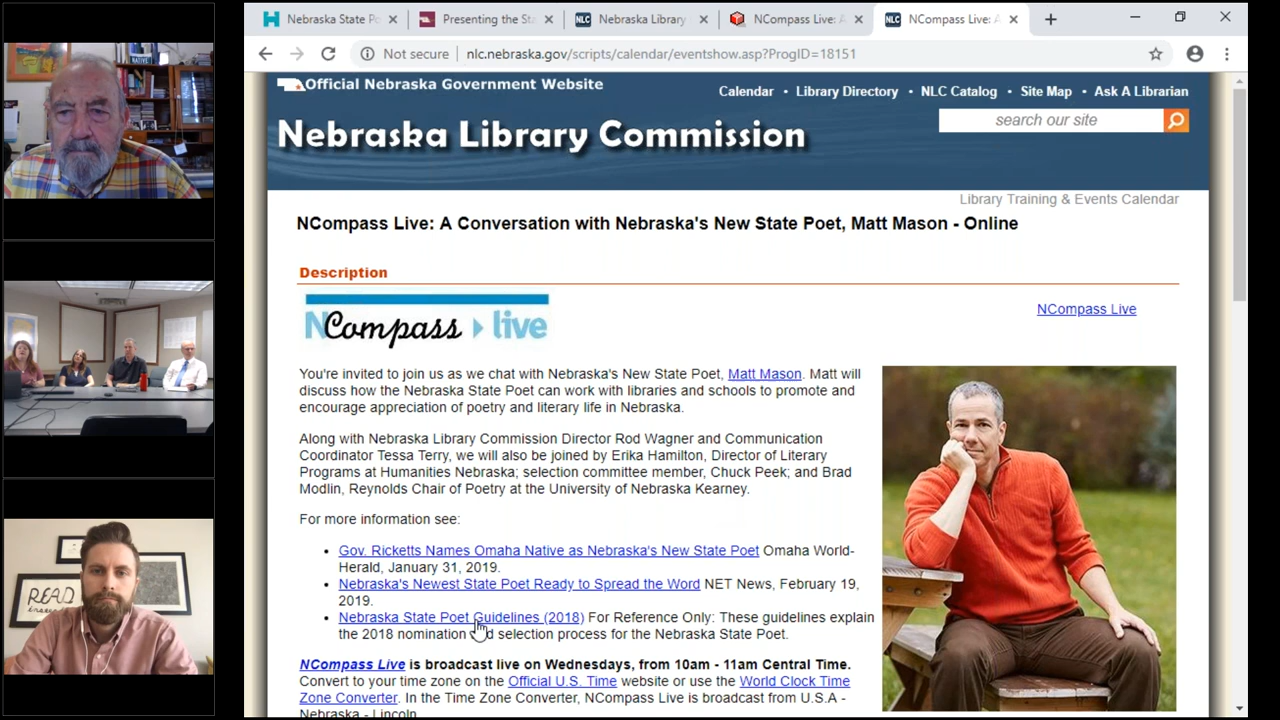 Nebraska State Po
Presenting the Sta
Nebraska Library
NCompass Live: A
NCompass Live: A
Not secure
nlc.nebraska.gov/scripts/calendar/eventshow.asp?ProgID=18151
Official Nebraska Government Website
Calendar • Library Directory • NLC Catalog • Site Map • Ask A Librarian
Nebraska Library Commission
search our site
Library Training & Events Calendar
NCompass Live: A Conversation with Nebraska's New State Poet, Matt Mason - Online
Description
NCompass live
NCompass Live
You're invited to join us as we chat with Nebraska's New State Poet, Matt Mason. Matt will
discuss how the Nebraska State Poet can work with libraries and schools to promote and
encourage appreciation of poetry and literary life in Nebraska.
Along with Nebraska Library Commission Director Rod Wagner and Communication
Coordinator Tessa Terry, we will also be joined by Erika Hamilton, Director of Literary
Programs at Humanities Nebraska; selection committee member, Chuck Peek; and Brad
Modlin, Reynolds Chair of Poetry at the University of Nebraska Kearney.
For more information see:
• Gov. Ricketts Names Omaha Native as Nebraska's New State Poet Omaha World-
Herald, January 31, 2019.
• Nebraska's Newest State Poet Ready to Spread the Word NET News, February 19,
2019.
• Nebraska State Poet Guidelines (2018) For Reference Only: These guidelines explain
the 2018 nomination and selection process for the Nebraska State Poet.
NCompass Live is broadcast live on Wednesdays, from 10am - 11am Central Time.
Convert to your time zone on the Official U.S. Time website or use the World Clock Time
Zone Converter. In the Time Zone Converter, NCompass Live is broadcast from U.S.A -
Nebraska - Lincoln
NATIVE
READ